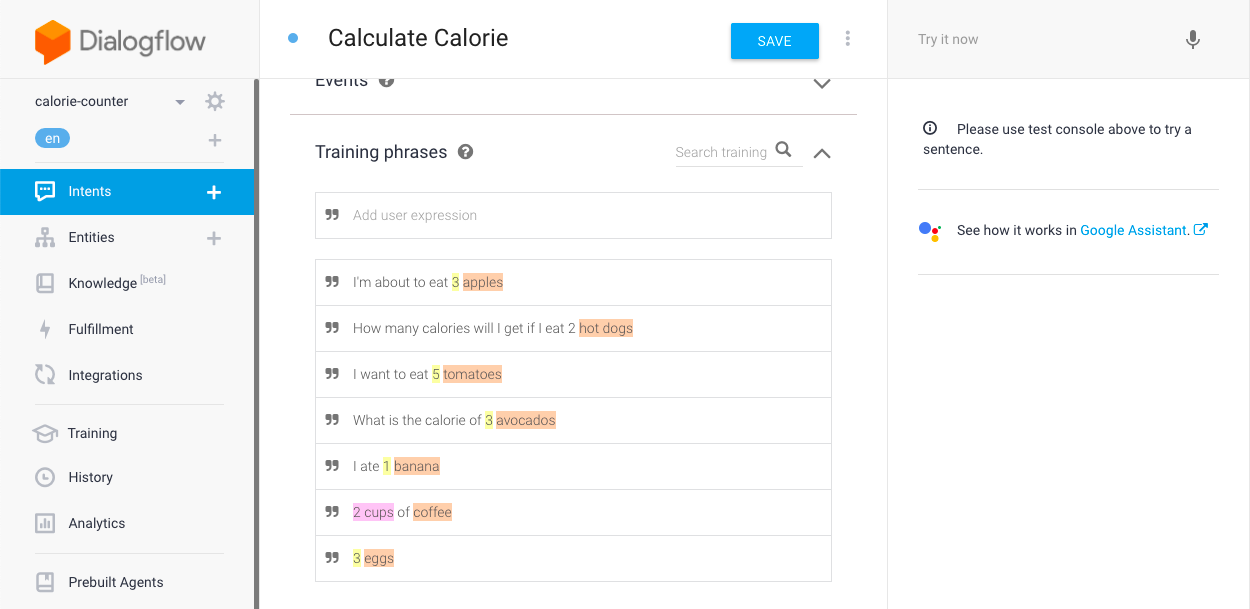 Dialogflow
calorie-counter
en
Intents
Entities
Knowledge [beta]
Fulfillment
Integrations
Training
History
Analytics
Prebuilt Agents
Calculate Calorie
SAVE
Events
Training phrases
Search training
Add user expression
I'm about to eat 3 apples
How many calories will I get if I eat 2 hot dogs
I want to eat 5 tomatoes
What is the calorie of 3 avocados
I ate 1 banana
2 cups of coffee
3 eggs
Try it now
Please use test console above to try a
sentence.
See how it works in Google Assistant.